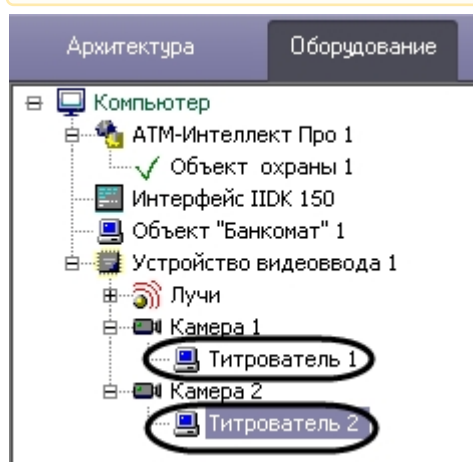 Архитектура Оборудование
Компьютер
АТМ-Интеллект Про 1
Объект охраны 1
Интерфейс IIDK 150
Объект "Банкомат" 1
Устройство видеоввода 1
Лучи
Камера 1
Титрователь 1
Камера 2
Титрователь 2